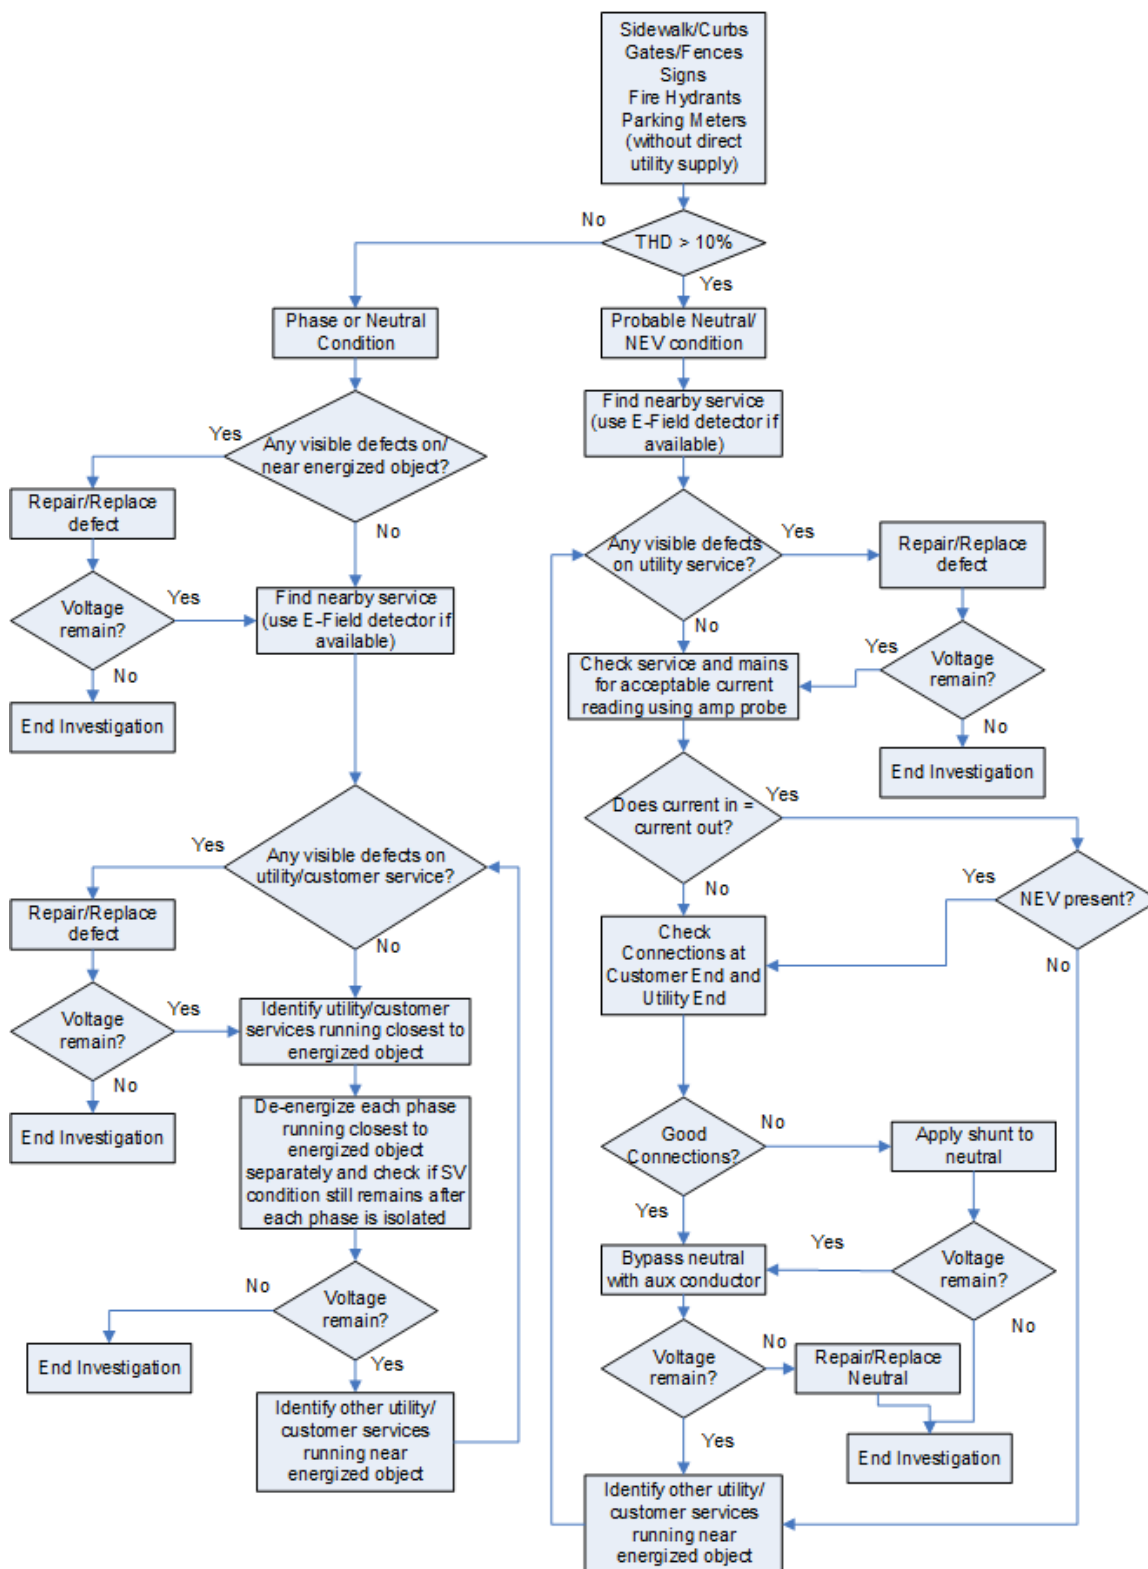 Sidewalk/Curbs
Gates/Fences
Signs
Fire Hydrants
Parking Meters
(without direct
utility supply)
No
THD > 10%
Yes
Phase or Neutral
Condition
Probable Neutral/
NEV condition
Find nearby service
(use E-Field detector if
available)
Yes
Any visible defects on/
near energized object?
Repair/Replace
defect
No
Any visible defects
on utility service?
Yes
Repair/Replace
defect
Voltage
remain?
Yes
Find nearby service
(use E-Field detector if
available)
No
No
Check service and mains
for acceptable current
reading using amp probe
Yes
Voltage
remain?
End Investigation
No
End Investigation
Does current in =
current out?
Yes
Yes
Any visible defects on
utility/customer service?
No
Yes
NEV present?
Repair/Replace
defect
No
Check
Connections at
Customer End and
Utility End
No
Voltage
remain?
Yes
Identify utility/customer
services running closest to
energized object
No
End Investigation
De-energize each phase
running closest to
energized object
separately and check if SV
condition still remains after
each phase is isolated
Good
Connections?
No
Apply shunt to
neutral
Yes
Bypass neutral
with aux conductor
Yes
Voltage
remain?
No
No
Voltage
remain?
End Investigation
Yes
Voltage
remain?
No
Repair/Replace
Neutral
Identify other utility/
customer services
running near
energized object
Yes
End Investigation
Identify other utility/
customer services
running near
energized object